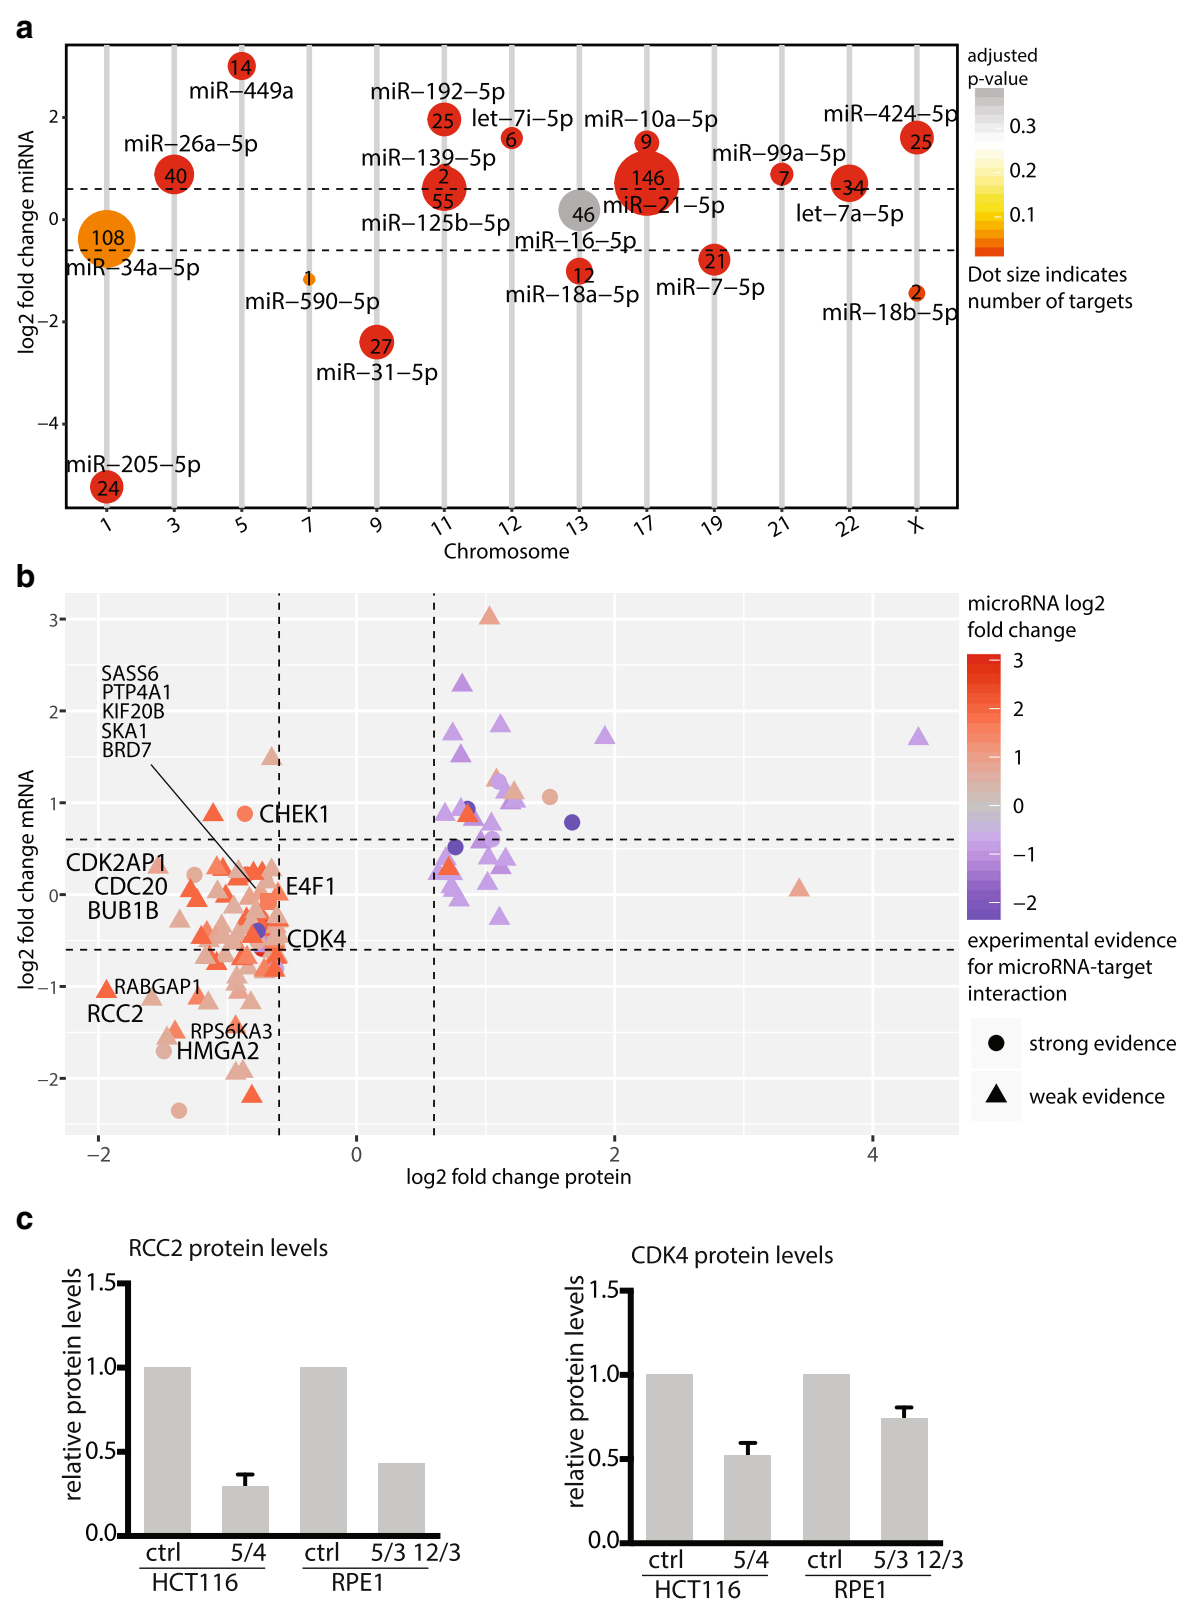 a
adjusted
p-value
0.3
0.2
0.1
Dot size indicates
number of targets
log2 fold change miRNA
2
0
−2
−4
14
miR−449a
miR−192−5p
25
let−7i−5p
6
miR−10a−5p
9
miR−424−5p
25
miR−26a−5p
40
miR−139−5p
2
55
miR−125b−5p
146
miR−21−5p
miR−99a−5p
7
34
let−7a−5p
46
miR−16−5p
108
miR−34a−5p
1
miR−590−5p
12
miR−18a−5p
21
miR−7−5p
2
miR−18b−5p
27
miR−31−5p
miR−205−5p
24
1 3 5 7 9 11 12 13 17 19 21 22 X
Chromosome
b
microRNA log2
fold change
3
2
1
0
−1
−2
experimental evidence
for microRNA-target
interaction
strong evidence
weak evidence
log2 fold change mRNA
3
2
1
0
−1
−2
SASS6
PTP4A1
KIF20B
SKA1
BRD7
CHEK1
CDK2AP1
CDC20
BUB1B
E4F1
CDK4
RABGAP1
RCC2
RPS6KA3
HMGA2
−2 0 2 4
log2 fold change protein
c
RCC2 protein levels
relative protein levels
1.5
1.0
0.5
0.0
ctrl 5/4 ctrl 5/3 12/3
HCT116 RPE1
CDK4 protein levels
relative protein levels
1.5
1.0
0.5
0.0
ctrl 5/4 ctrl 5/3 12/3
HCT116 RPE1